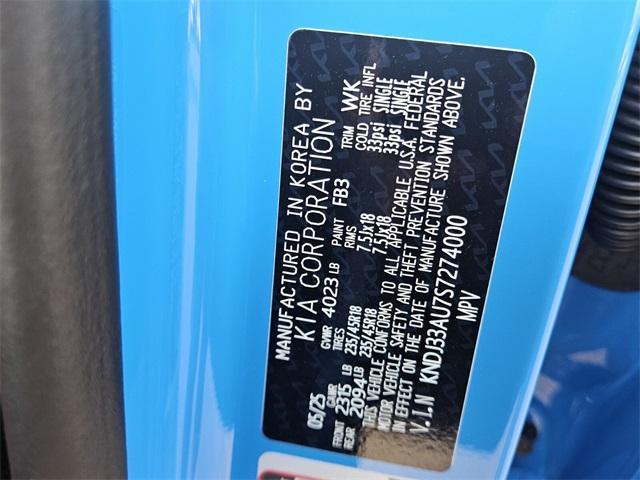 MANUFACTURED IN KOREA BY
KIA CORPORATION
05/25 GVWR 4023 LB PAINT FB3 TRIM WK
GAWR TIRES RIMS COLD TIRE INFL
FRONT 2315 LB 235/45R18 7.5Jx18 33psi SINGLE
REAR 2094 LB 235/45R18 7.5Jx18 33psi SINGLE
THIS VEHICLE CONFORMS TO ALL APPLICABLE U.S.A. FEDERAL
MOTOR VEHICLE SAFETY AND THEFT PREVENTION STANDARDS
IN EFFECT ON THE DATE OF MANUFACTURE SHOWN ABOVE.
V.I.N KNDJ33AU7S7274000
MPV